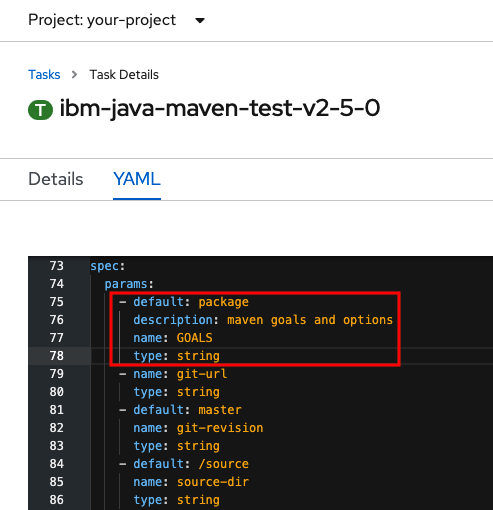 Project: your-project
Tasks > Task Details
T ibm-java-maven-test-v2-5-0
Details YAML
73 spec:
74 params:
75 - default: package
76 description: maven goals and options
77 name: GOALS
78 type: string
79 - name: git-url
80 type: string
81 - default: master
82 name: git-revision
83 type: string
84 - default: /source
85 name: source-dir
86 type: string